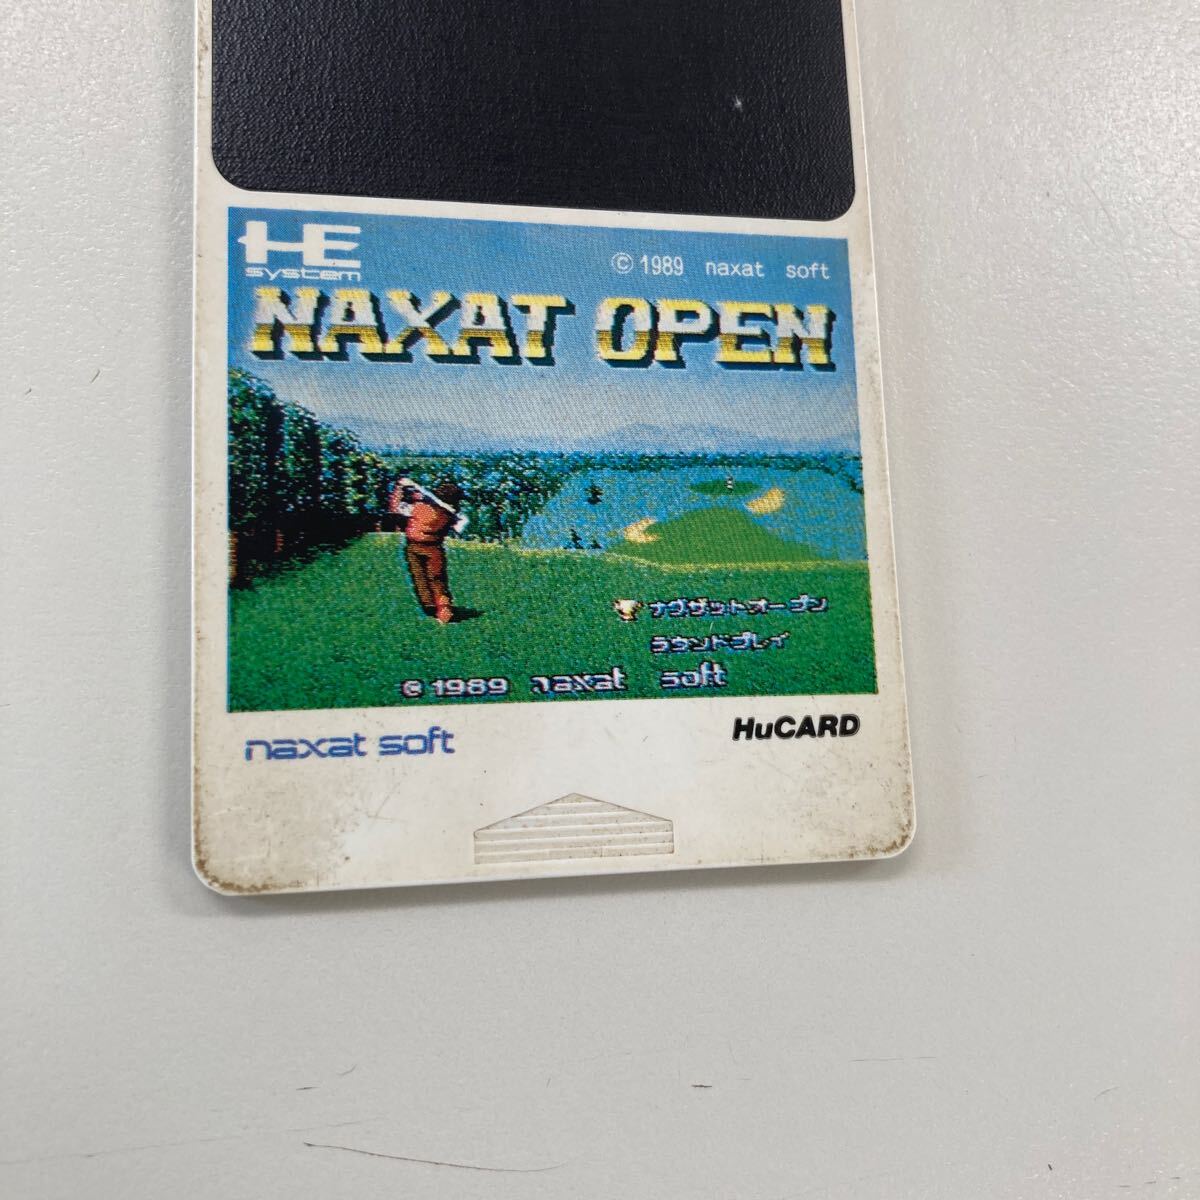 HE
system
© 1989 naxat soft
NAXAT OPEN
ナグザットオープン
ラウンドプレイ
© 1989 naxat soft
naxat soft
HuCARD